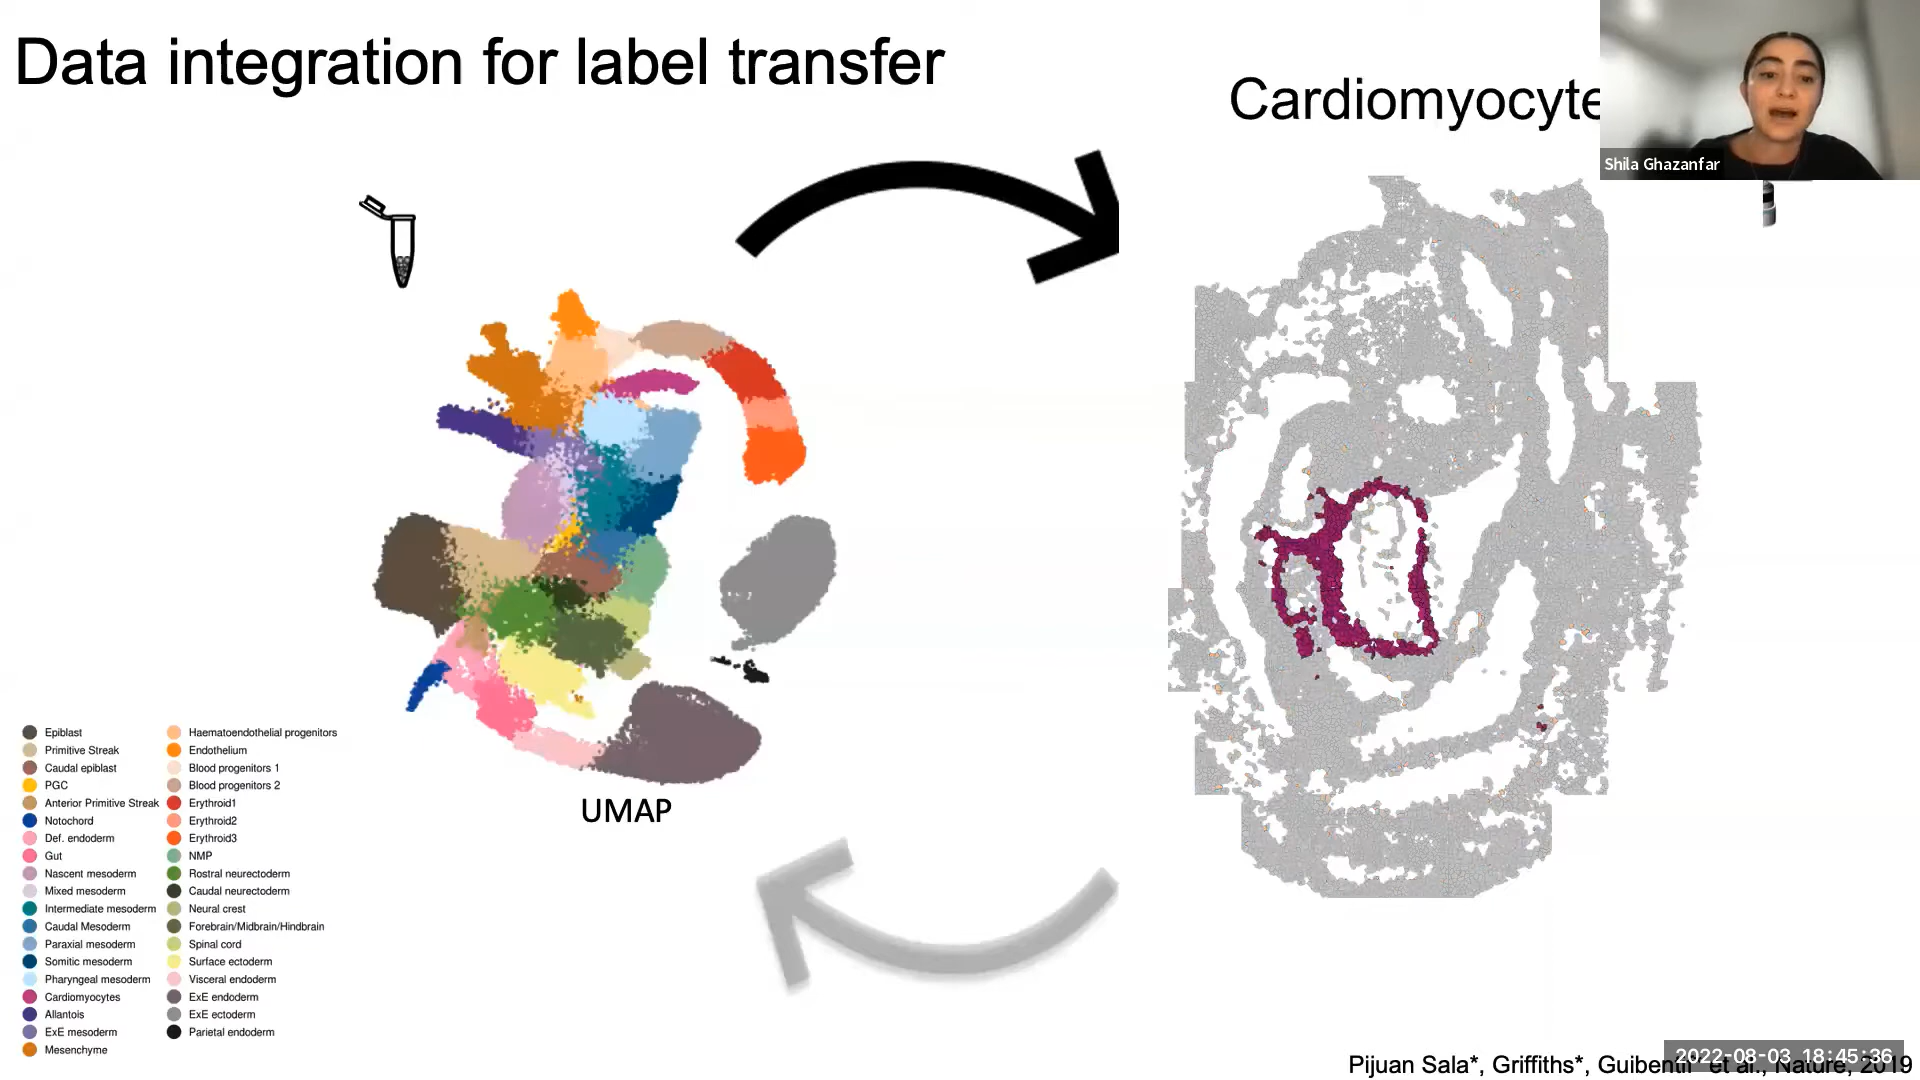 Data integration for label transfer
Cardiomyocyte
Shila Ghazanfar
UMAP
Epiblast
Primitive Streak
Caudal epiblast
PGC
Anterior Primitive Streak
Notochord
Def. endoderm
Gut
Nascent mesoderm
Mixed mesoderm
Intermediate mesoderm
Caudal Mesoderm
Paraxial mesoderm
Somitic mesoderm
Pharyngeal mesoderm
Cardiomyocytes
Allantois
ExE mesoderm
Mesenchyme
Haematoendothelial progenitors
Endothelium
Blood progenitors 1
Blood progenitors 2
Erythroid1
Erythroid2
Erythroid3
NMP
Rostral neurectoderm
Caudal neurectoderm
Neural crest
Forebrain/Midbrain/Hindbrain
Spinal cord
Surface ectoderm
Visceral endoderm
ExE endoderm
ExE ectoderm
Parietal endoderm
2022-08-03 18:45:36
Pijuan Sala*, Griffiths*, et al., Nature, 2019